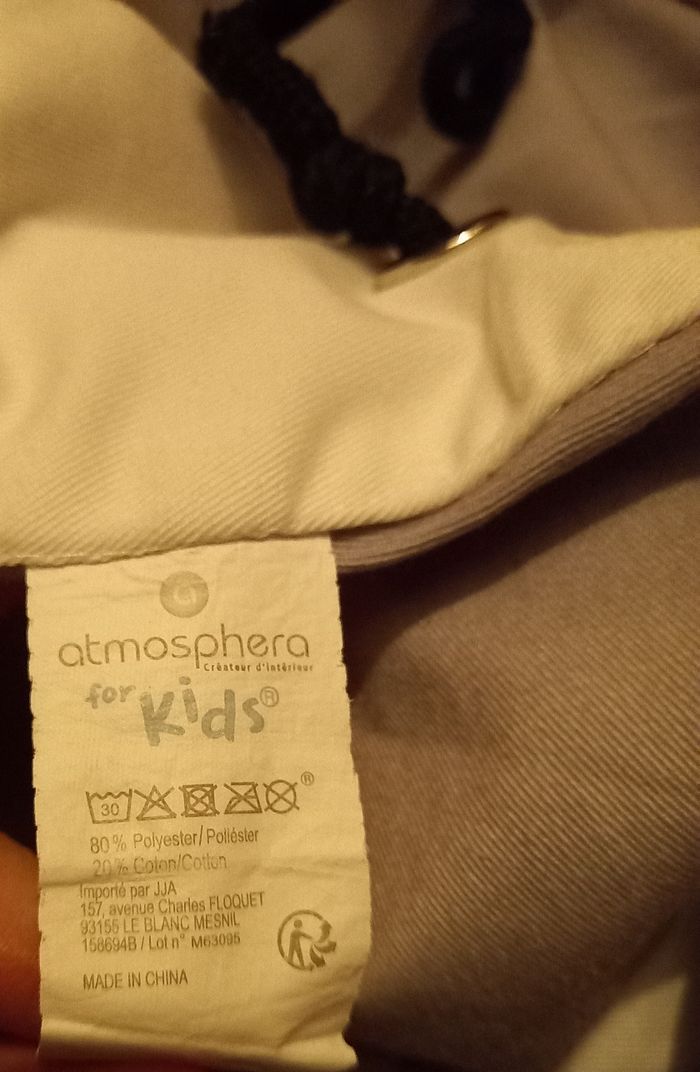 atmosphera
Créateur d'intérieur
for Kids®
30 ®
80% Polyester/Poliéster
20% Coton/Cotton
Importé par JJA
157, avenue Charles FLOQUET
93155 LE BLANC MESNIL
158694B / Lot n° M63095
MADE IN CHINA